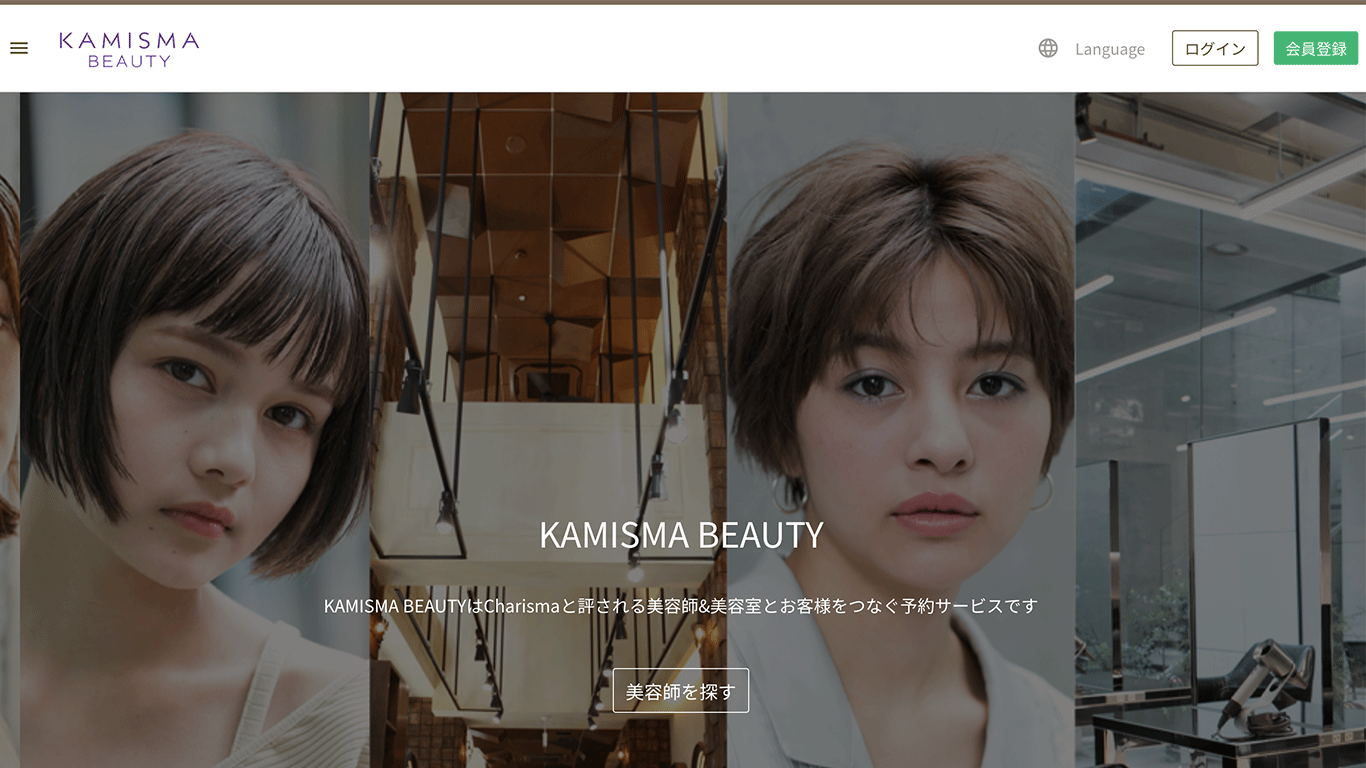 KAMISMA
BEAUTY
Language
ログイン
会員登録
KAMISMA BEAUTY
KAMISMA BEAUTYはCharismaと評される美容師&美容室とお客様をつなぐ予約サービスです
美容師を探す